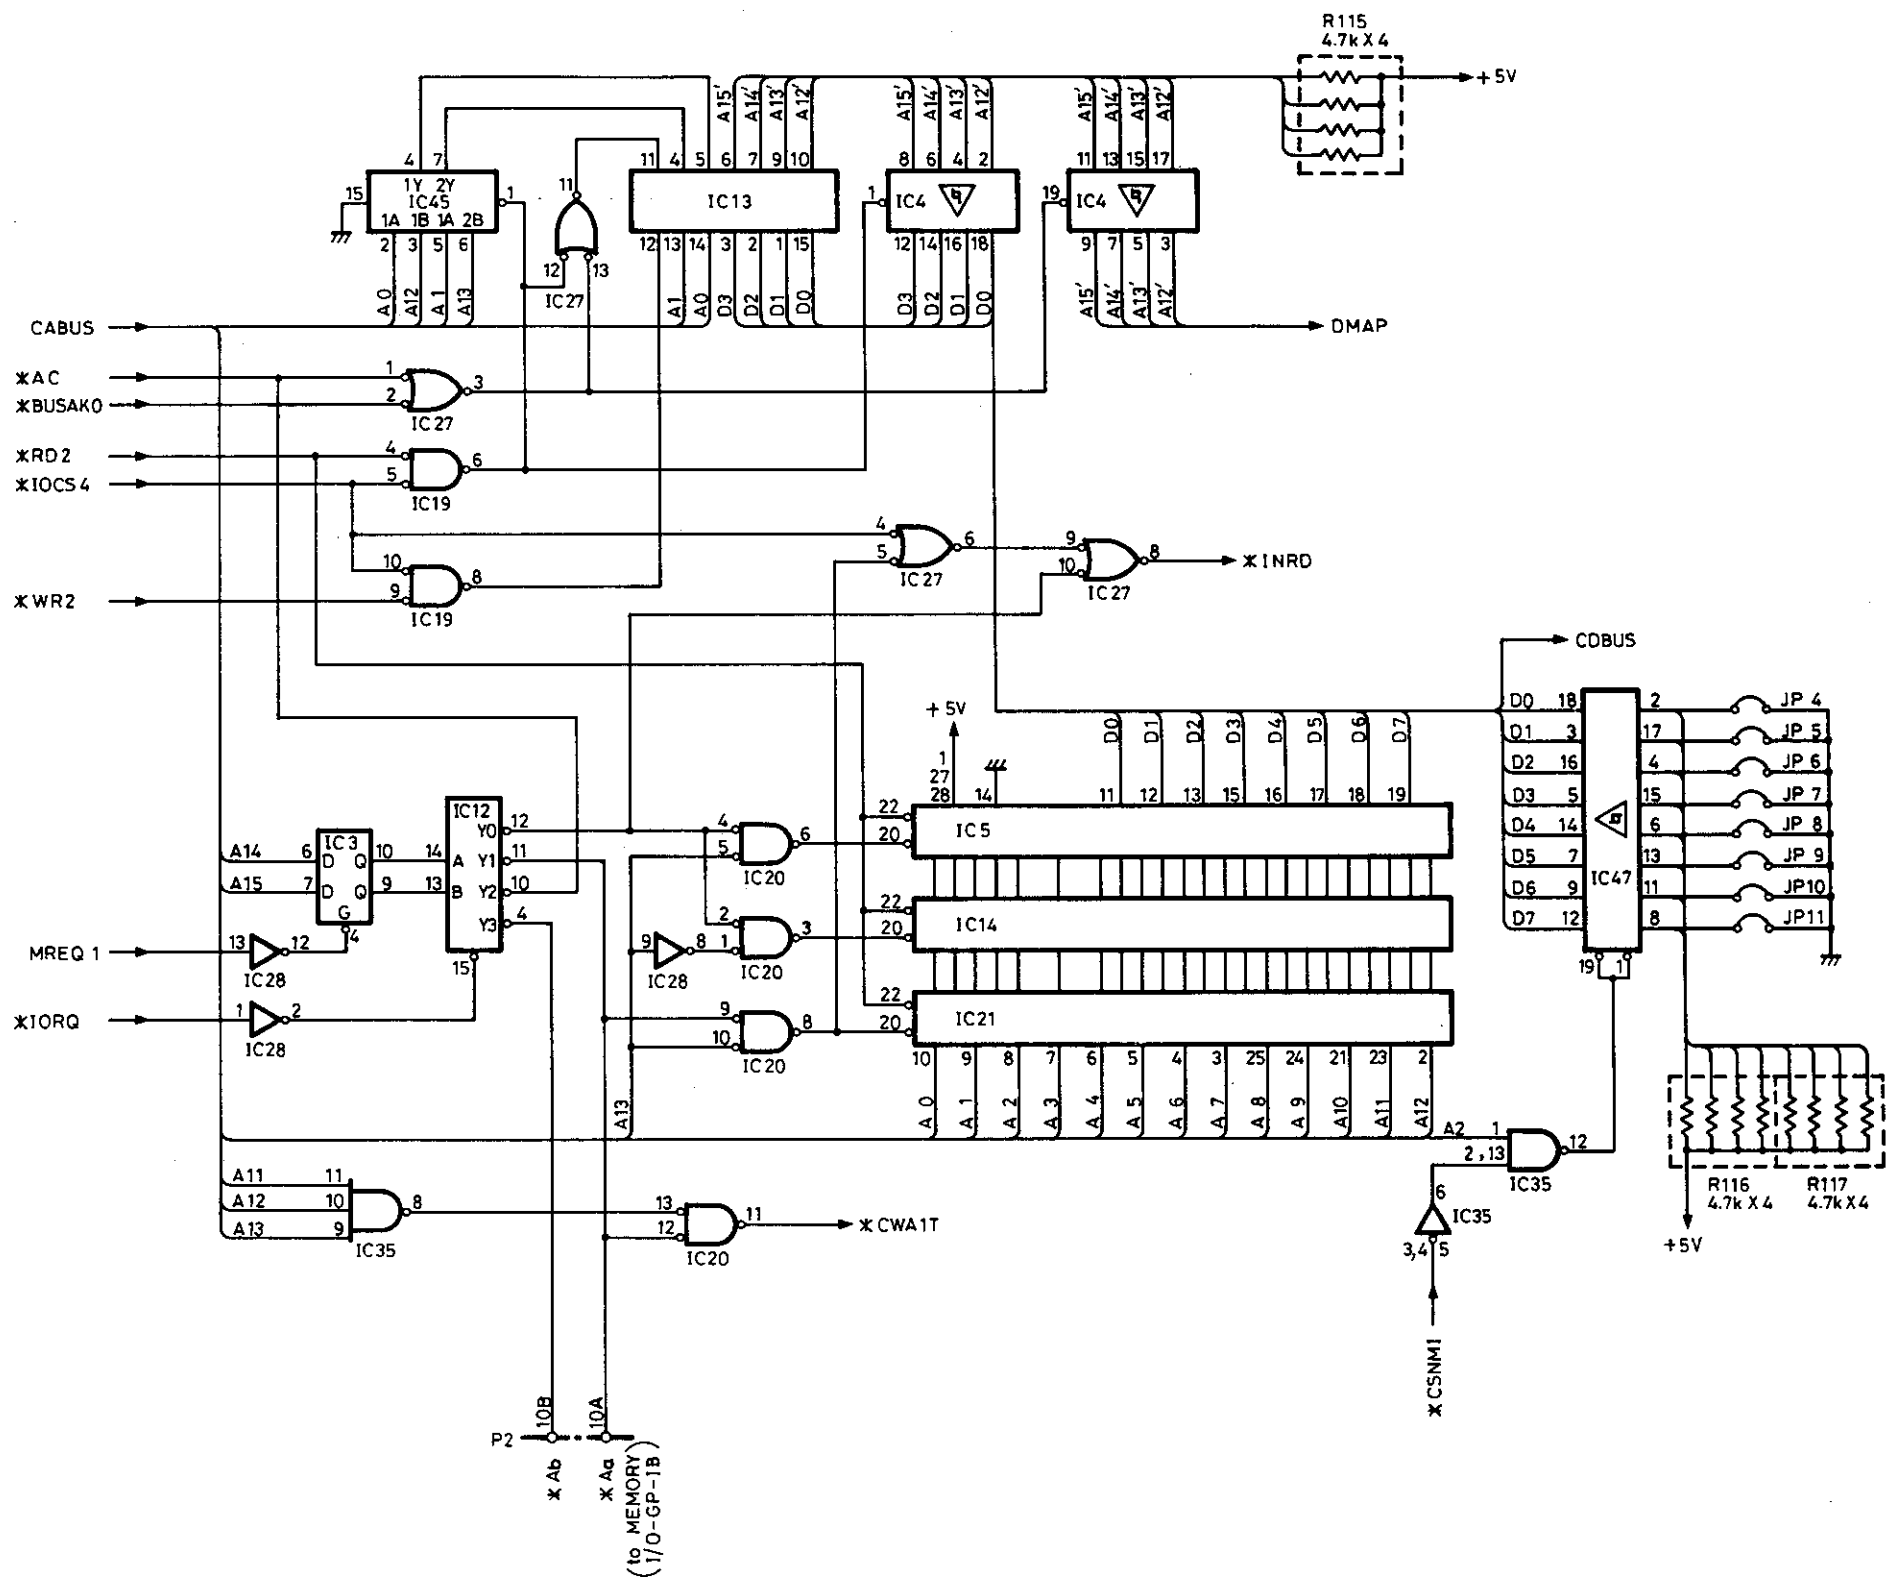 R115
4.7k X 4
+5V
A15' A14' A13' A12'
A15' A14' A13' A12'
A15' A14' A13' A12'
4 7
11 4 5 6 7 9 10
8 6 4 2
11 13 15 17
15
1Y 2Y
IC45
1A 1B 1A 2B
1
11
IC13
1
IC4
19
IC4
2 3 5 6
12 13
IC27
12 13 14 3 2 1 15
12 14 16 18
9 7 5 3
A0 A12 A1 A13
A1 A0 D3 D2 D1 D0
D3 D2 D1 D0
A15' A14' A13' A12'
CABUS
DMAP
*AC
1
2
3
IC27
*BUSAKO
*RD2
4
5
6
IC19
*IOCS4
4
5
6
IC27
9
10
8
IC27
*INRD
10
9
8
IC19
*WR2
CDBUS
+5V
1
27
28
14
D0 D1 D2 D3 D4 D5 D6 D7
11 12 13 15 16 17 18 19
D0 18 2 JP 4
D1 3 17 JP 5
D2 16 4 JP 6
D3 5 15 JP 7
D4 14 6 JP 8
D5 7 13 JP 9
D6 9 11 JP10
D7 12 8 JP11
IC47
19 1
IC12
Y0 12
Y1 11
Y2 10
Y3 4
14 A
13 B
15
IC3
A14 6 D Q 10
A15 7 D Q 9
G
4
4
5
6
IC20
22
20
IC5
2
1
3
IC20
9 8
IC28
22
20
IC14
9
10
8
IC20
22
20
IC21
MREQ 1
13 12
IC28
*IORQ
1 2
IC28
10 9 8 7 6 5 4 3 25 24 21 23 2
A13
A0 A1 A2 A3 A4 A5 A6 A7 A8 A9 A10 A11 A12
A2 1
2,13
12
IC35
6
IC35
3,4 5
*CSNMI
R116
4.7k X 4
R117
4.7k X 4
+5V
A11 11
A12 10
A13 9
8
IC35
13
12
11
IC20
*CWAIT
P2
10B
10A
*Ab
*Aa
(to MEMORY
I/O-GP-IB)